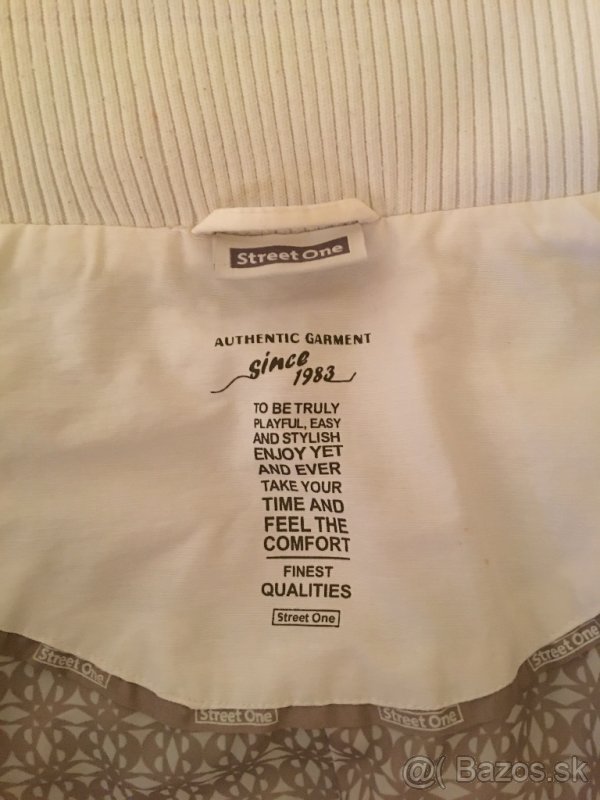 Street One
AUTHENTIC GARMENT
since
1983
TO BE TRULY
PLAYFUL, EASY
AND STYLISH
ENJOY YET
AND EVER
TAKE YOUR
TIME AND
FEEL THE
COMFORT
FINEST
QUALITIES
Street One
Street One
Street One
Street One
Street One
@( Bazos.sk